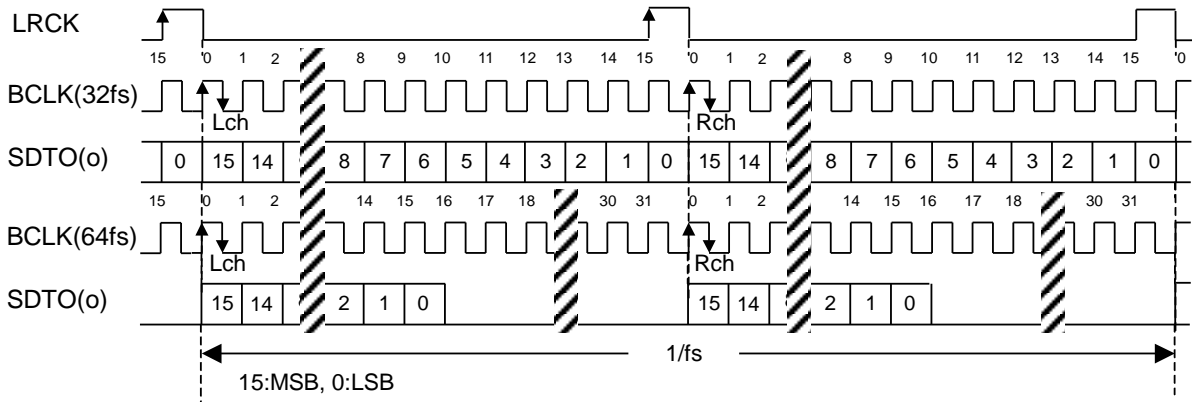 LRCK
15 0 1 2 8 9 10 11 12 13 14 15 0 1 2 8 9 10 11 12 13 14 15 0
BCLK(32fs)
Lch Rch
SDTO(o) 0 15 14 8 7 6 5 4 3 2 1 0 15 14 8 7 6 5 4 3 2 1 0
15 0 1 2 14 15 16 17 18 30 31 0 1 2 14 15 16 17 18 30 31
BCLK(64fs)
Lch Rch
SDTO(o) 15 14 2 1 0 15 14 2 1 0
1/fs
15:MSB, 0:LSB